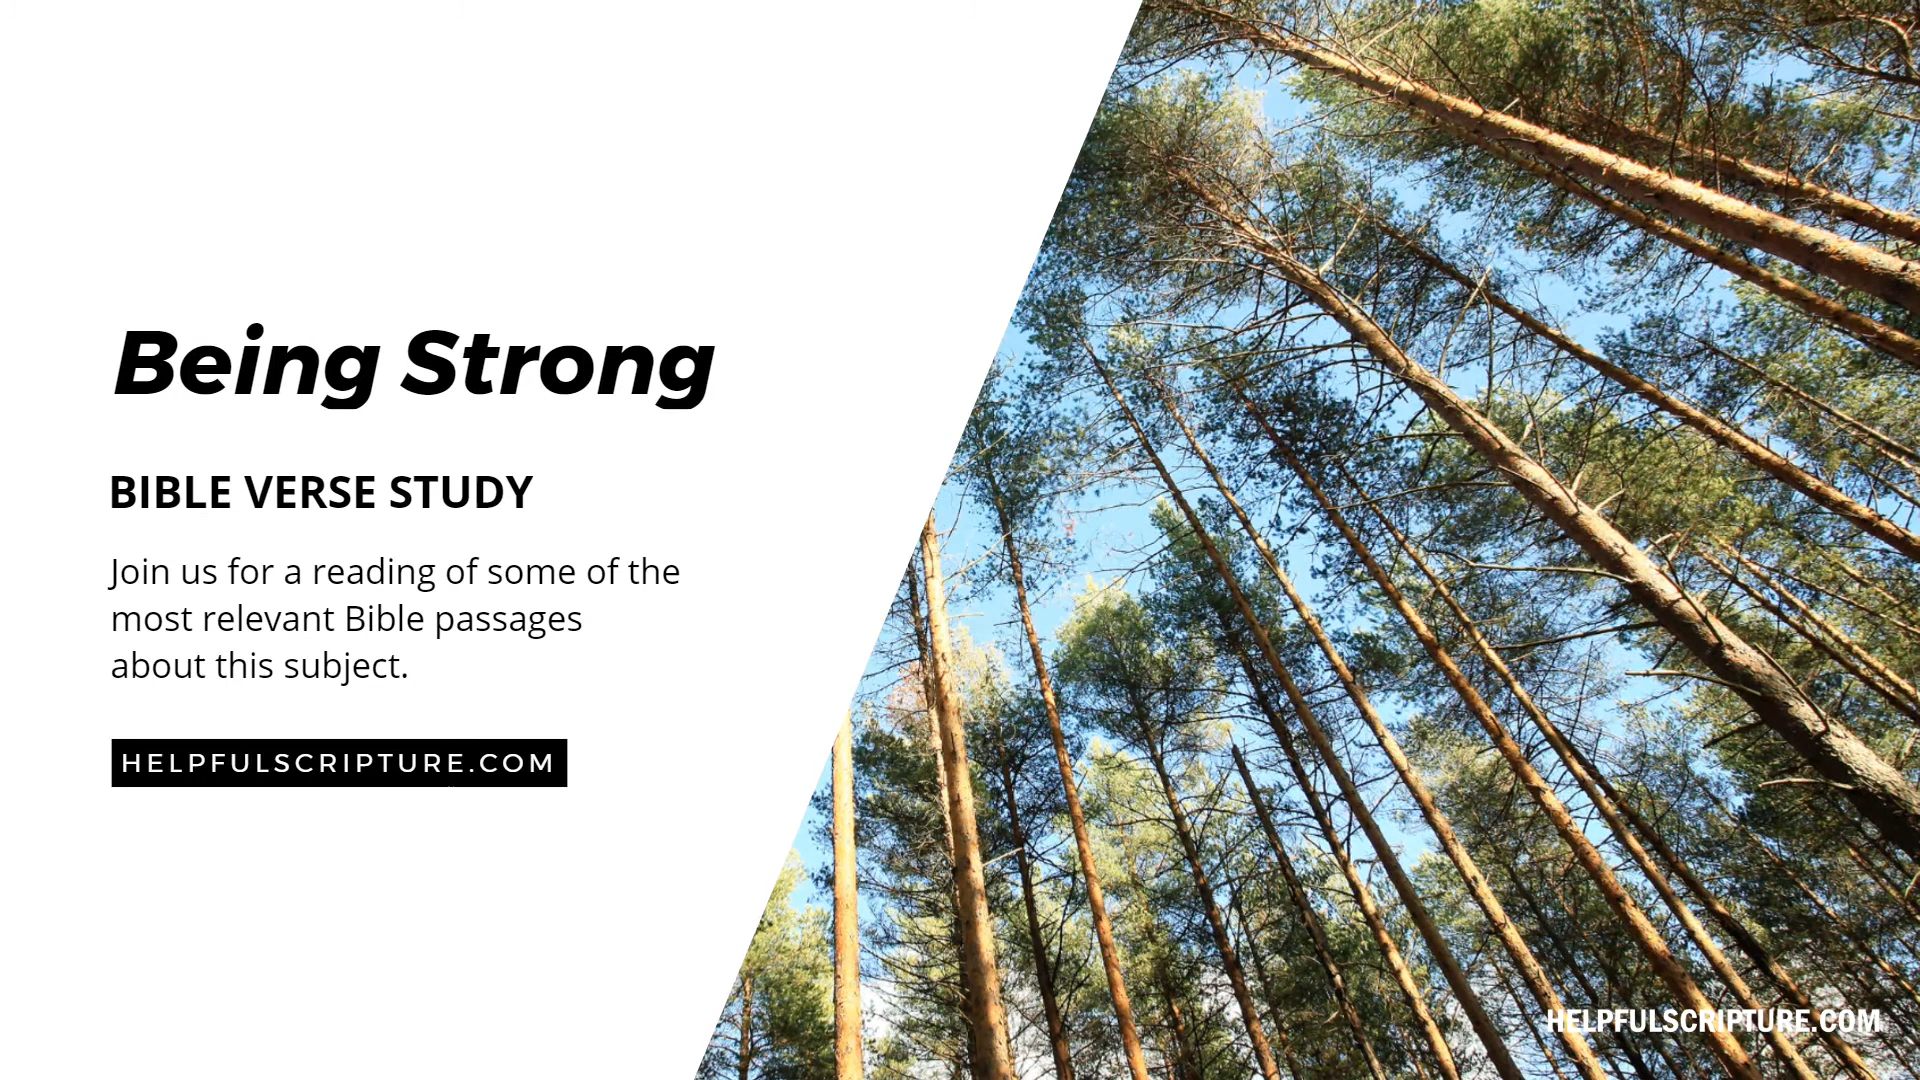 Being Strong
BIBLE VERSE STUDY
Join us for a reading of some of the
most relevant Bible passages
about this subject.
HELPFULSCRIPTURE.COM
HELPFULSCRIPTURE.COM